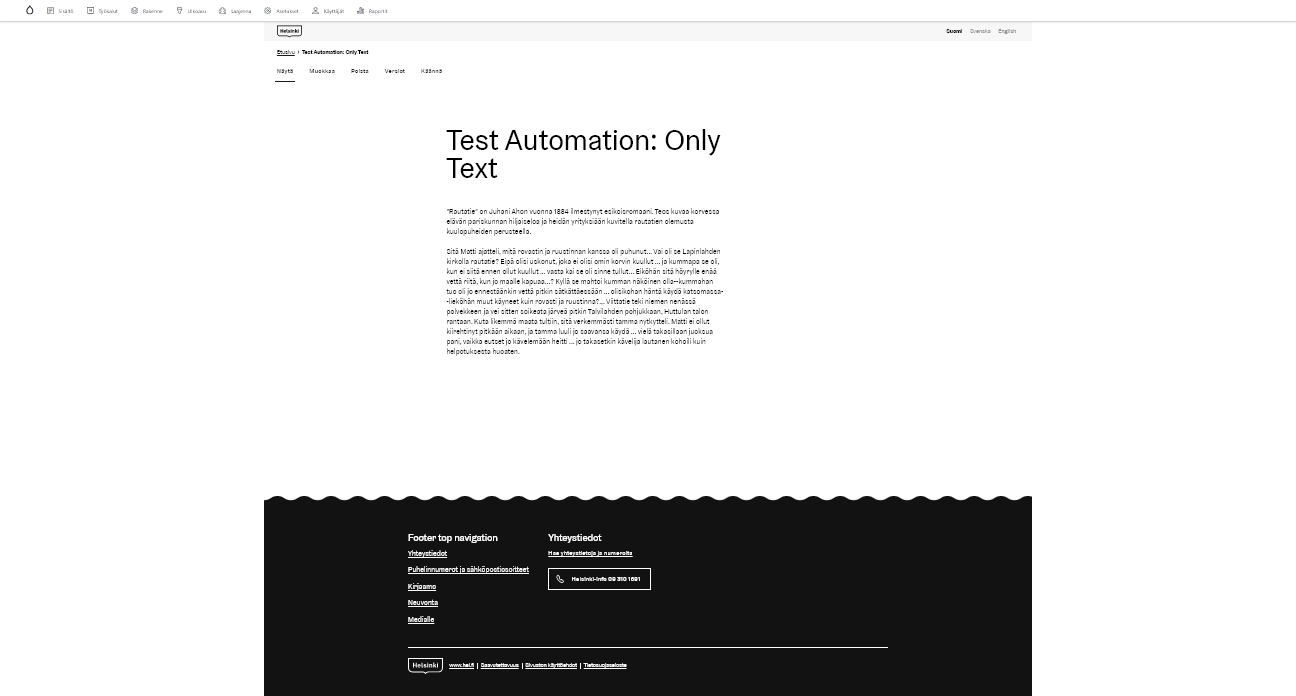 Sisältö Työkalut Rakenne Ulkoasu Laajenna Asetukset Käyttäjät Raportit
Helsinki Suomi Svenska English
Etusivu › Test Automation: Only Text
Näytä Muokkaa Poista Versiot Käännä
Test Automation: Only
Text
"Rautatie" on Juhani Ahon vuonna 1884 ilmestynyt esikoisromaani. Teos kuvaa korvessa
elävän pariskunnan hiljaiseloa ja heidän yrityksiään kuvitella rautatien olemusta
kuulopuheiden perusteella.
Sitä Matti ajatteli, mitä rovastin ja ruustinnan kanssa oli puhunut... Vai oli se Lapinlahden
kirkolla rautatie? Eipä olisi uskonut, joka ei olisi omin korvin kuullut ... ja kummapa se oli,
kun ei siitä ennen ollut kuullut ... vasta kai se oli sinne tullut... Eiköhän sitä höyrylle enää
vettä riitä, kun jo maalle kapuaa...? Kyllä se mahtoi kumman näköinen olla--kummahan
tuo oli jo ennestäänkin vettä pitkin sätkättäessään ... olisikohan häntä käydä katsomassa-
-lieköhän muut käyneet kuin rovasti ja ruustinna?... Viittatie teki niemen nenässä
polvekkeen ja vei sitten soikeata järveä pitkin Talvilahden pohjukkaan, Huttulan talon
rantaan. Kuta likemmä maata tultiin, sitä verkemmästi tamma nytkytteli. Matti ei ollut
kiirehtinyt pitkään aikaan, ja tamma luuli jo saavansa käydä ... vielä takasillaan juoksua
pani, vaikka eutset jo kävelemään heitti ... jo takasetkin kävelijä lautanen kohoili kuin
helpotuksesta huoaten.
Footer top navigation
Yhteystiedot
Puhelinnumerot ja sähköpostiosoitteet
Kirjaamo
Neuvonta
Medialle
Yhteystiedot
Hae yhteystietoja ja numeroita
Helsinki-info 09 310 1691
Helsinki www.hel.fi | Saavutettavuus | Sivuston käyttöehdot | Tietosuojaseloste